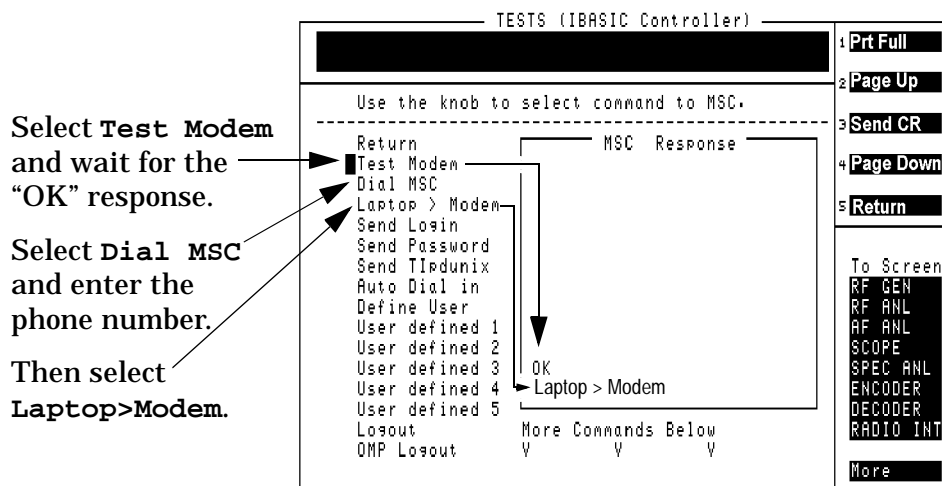 TESTS (IBASIC Controller)
Use the knob to select command to MSC.
Select Test Modem
and wait for the
“OK” response.
Select Dial MSC
and enter the
phone number.
Then select
Laptop>Modem.
Return
Test Modem
Dial MSC
Laptop > Modem
Send Login
Send Password
Send TIpdunix
Auto Dial in
Define User
User defined 1
User defined 2
User defined 3
User defined 4
User defined 5
Logout
OMP Logout
MSC Response
OK
Laptop > Modem
More Commands Below
V V V
1 Prt Full
2 Page Up
3 Send CR
4 Page Down
5 Return
To Screen
RF GEN
RF ANL
AF ANL
SCOPE
SPEC ANL
ENCODER
DECODER
RADIO INT
More